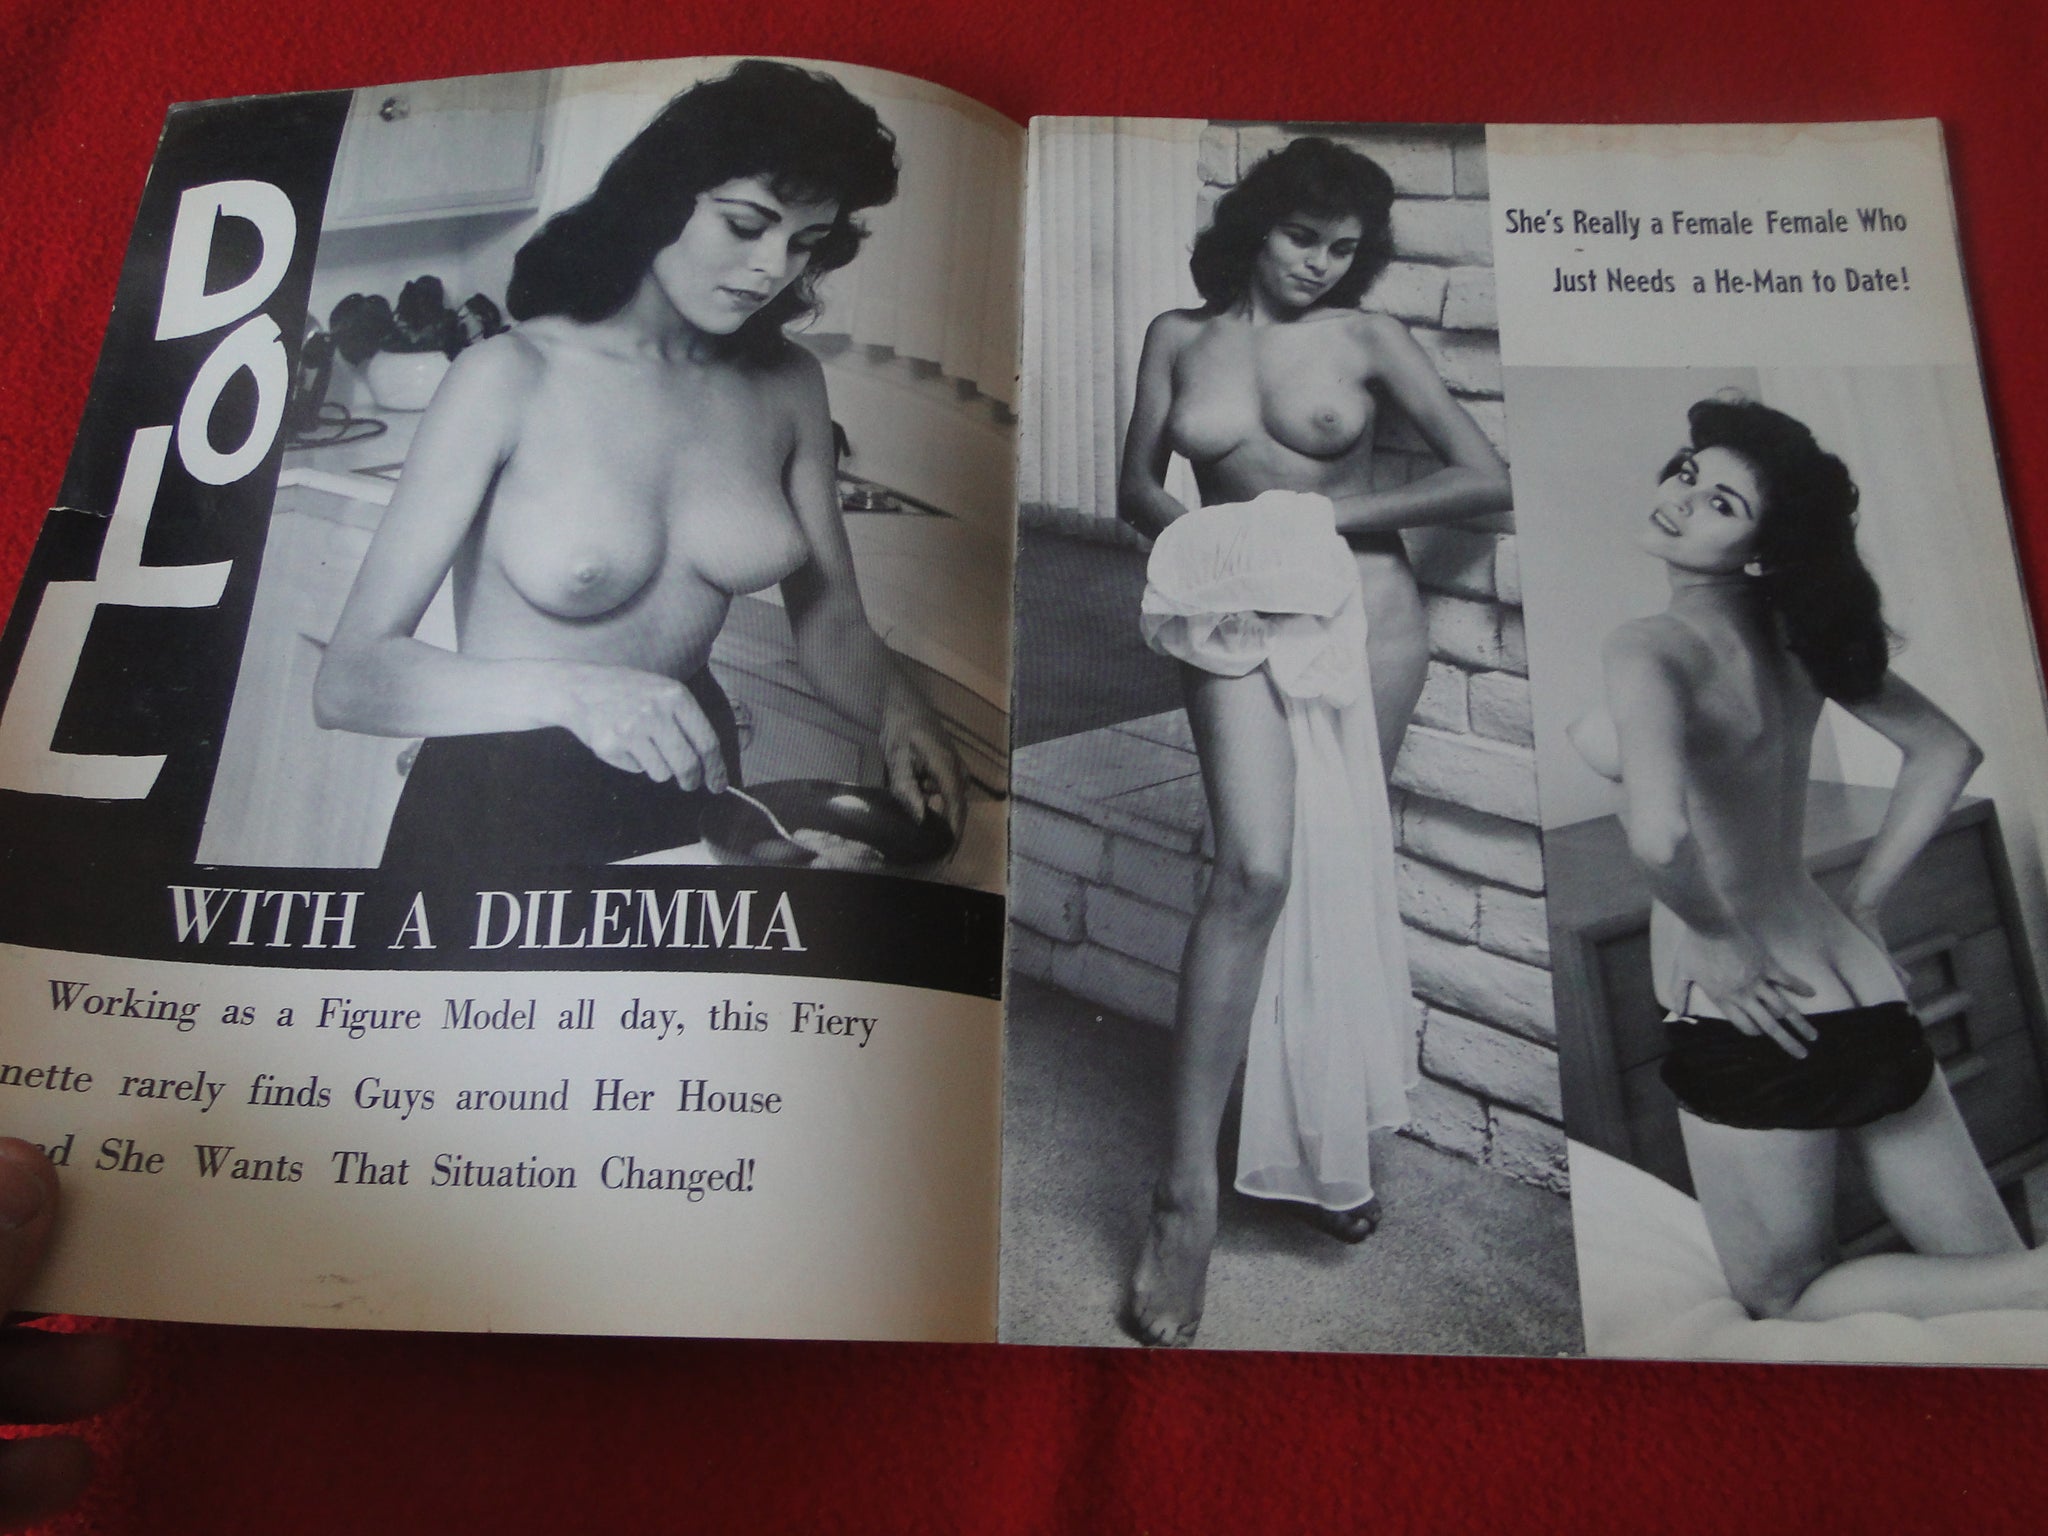 DOLL
WITH A DILEMMA
Working as a Figure Model all day, this Fiery
nette rarely finds Guys around Her House
She Wants That Situation Changed!
She's Really a Female Female Who
Just Needs a He-Man to Date!